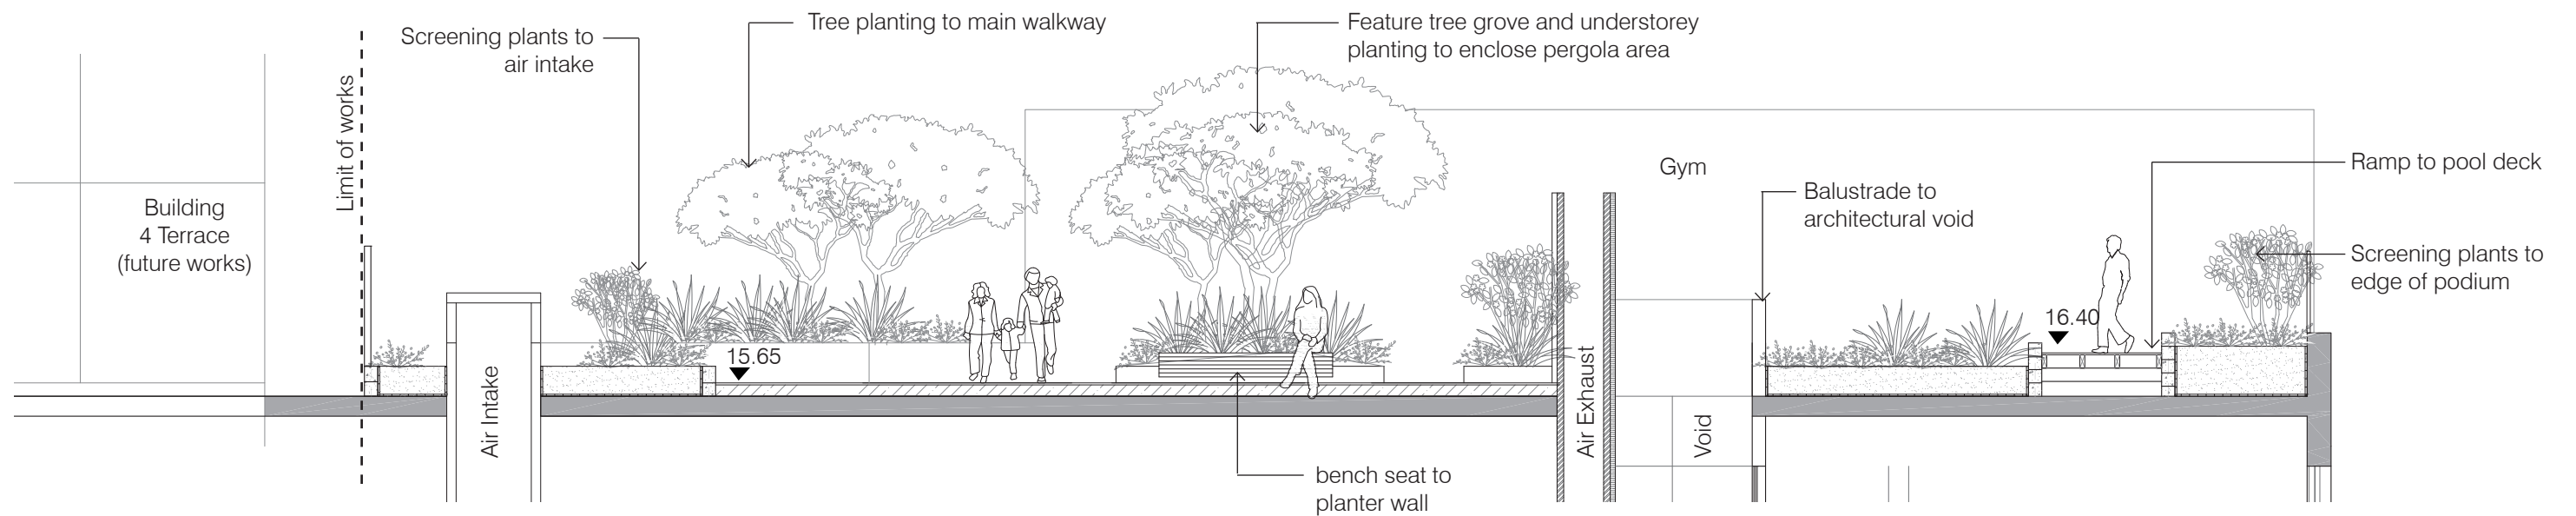 Screening plants to
air intake
Tree planting to main walkway
Feature tree grove and understorey
planting to enclose pergola area
Limit of works
Building
4 Terrace
(future works)
Gym
Balustrade to
architectural void
Ramp to pool deck
Screening plants to
edge of podium
15.65
16.40
Air Intake
Air Exhaust
Void
bench seat to
planter wall